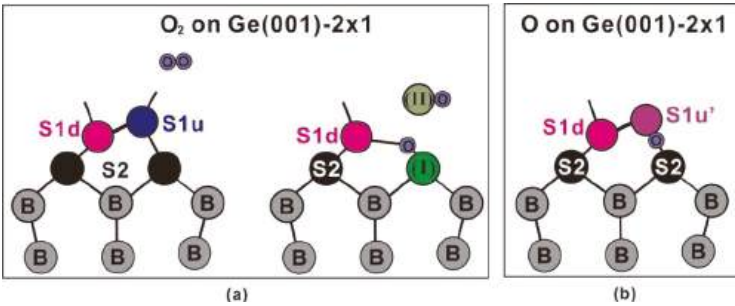 O₂ on Ge(001)-2x1
O on Ge(001)-2x1
O O
S1d
S1u
S2
B B B
B B B
(II) O
S1d
O
S2
(I)
B B B
B B B
S1d
S1u'
O
S2
S2
B B B
B B B
(a)
(b)